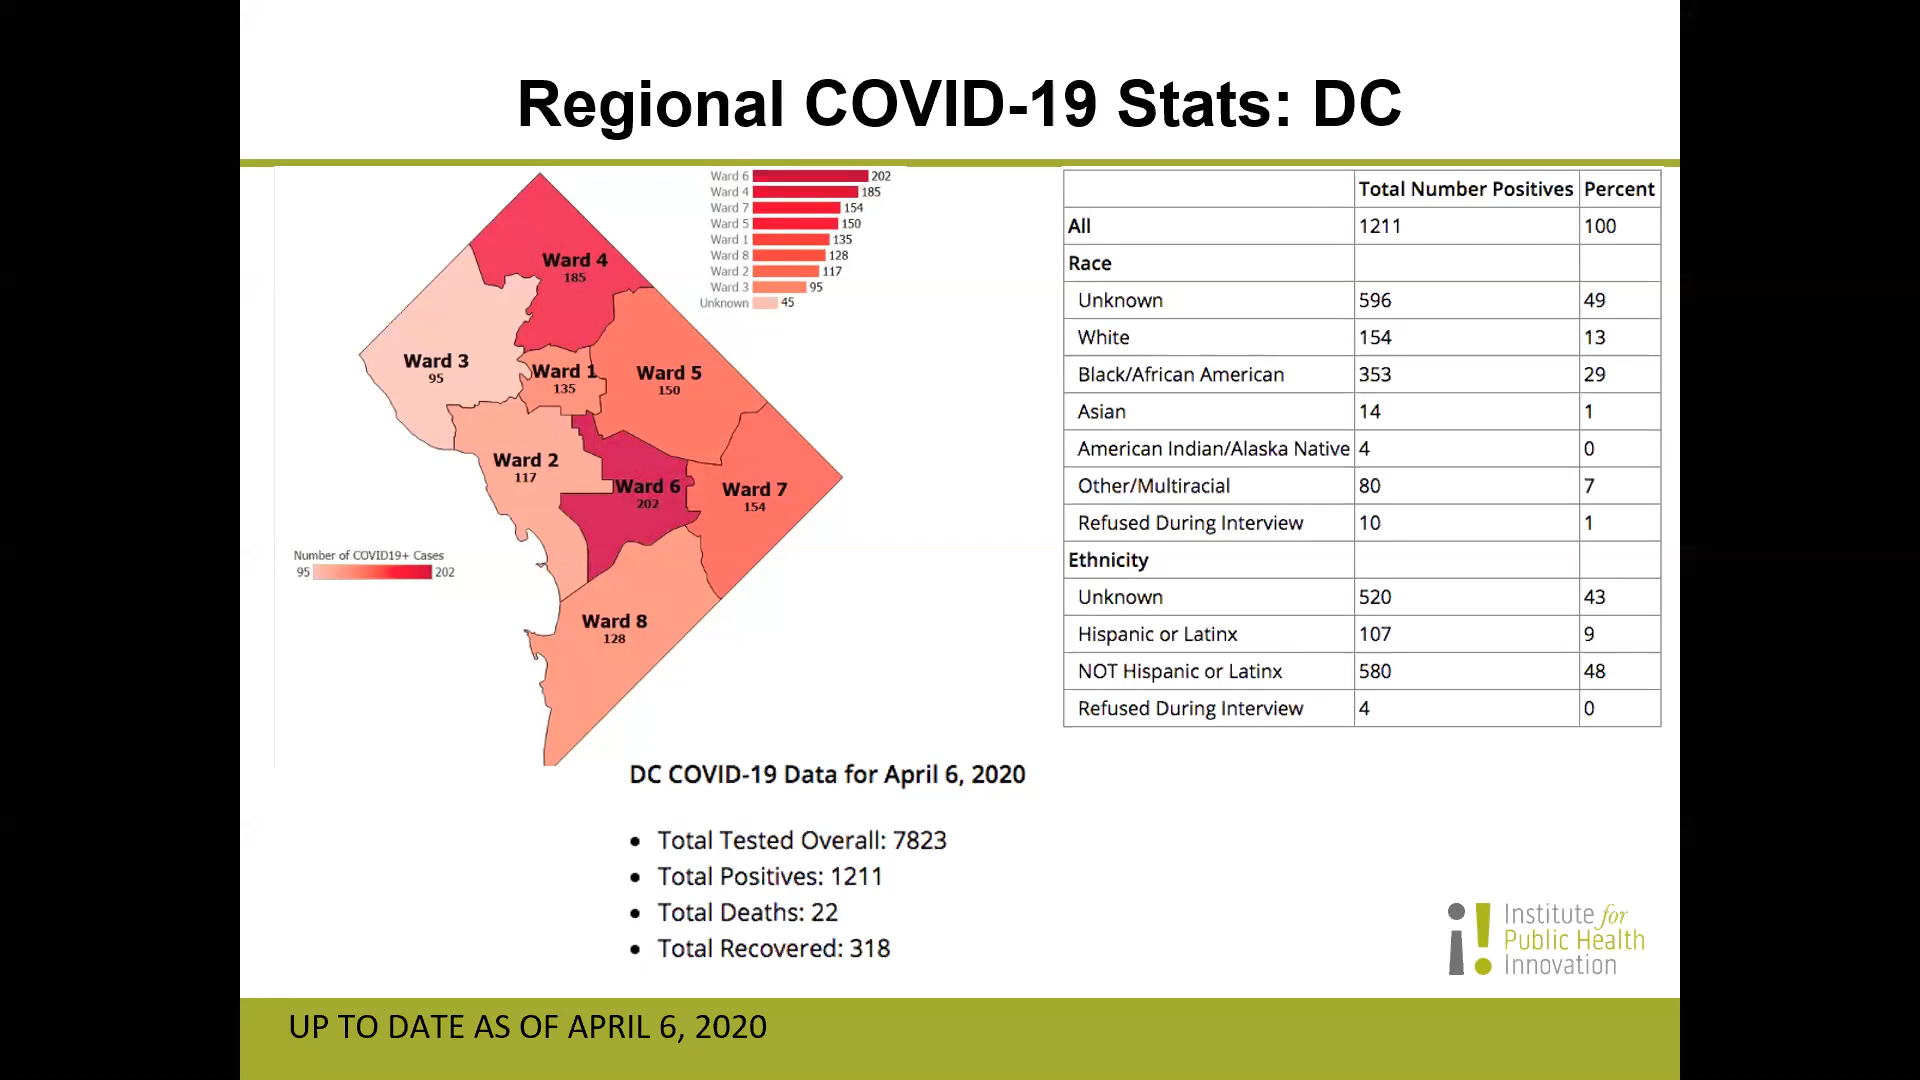 Regional COVID-19 Stats: DC
Ward 6 202
Ward 4 185
Ward 7 154
Ward 5 150
Ward 1 135
Ward 8 128
Ward 2 117
Ward 3 95
Unknown 45
Ward 4
185
Ward 3
95
Ward 1
135
Ward 5
150
Ward 2
117
Ward 6
202
Ward 7
154
Ward 8
128
Number of COVID19+ Cases
95 202
Total Number Positives Percent
All 1211 100
Race
Unknown 596 49
White 154 13
Black/African American 353 29
Asian 14 1
American Indian/Alaska Native 4 0
Other/Multiracial 80 7
Refused During Interview 10 1
Ethnicity
Unknown 520 43
Hispanic or Latinx 107 9
NOT Hispanic or Latinx 580 48
Refused During Interview 4 0
DC COVID-19 Data for April 6, 2020
• Total Tested Overall: 7823
• Total Positives: 1211
• Total Deaths: 22
• Total Recovered: 318
Institute for
Public Health
Innovation
UP TO DATE AS OF APRIL 6, 2020